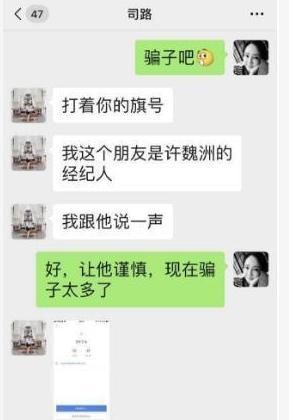 47
司路
骗子吧
打着你的旗号
我这个朋友是许魏洲的
经纪人
我跟他说一声
好，让他谨慎，现在骗
子太多了